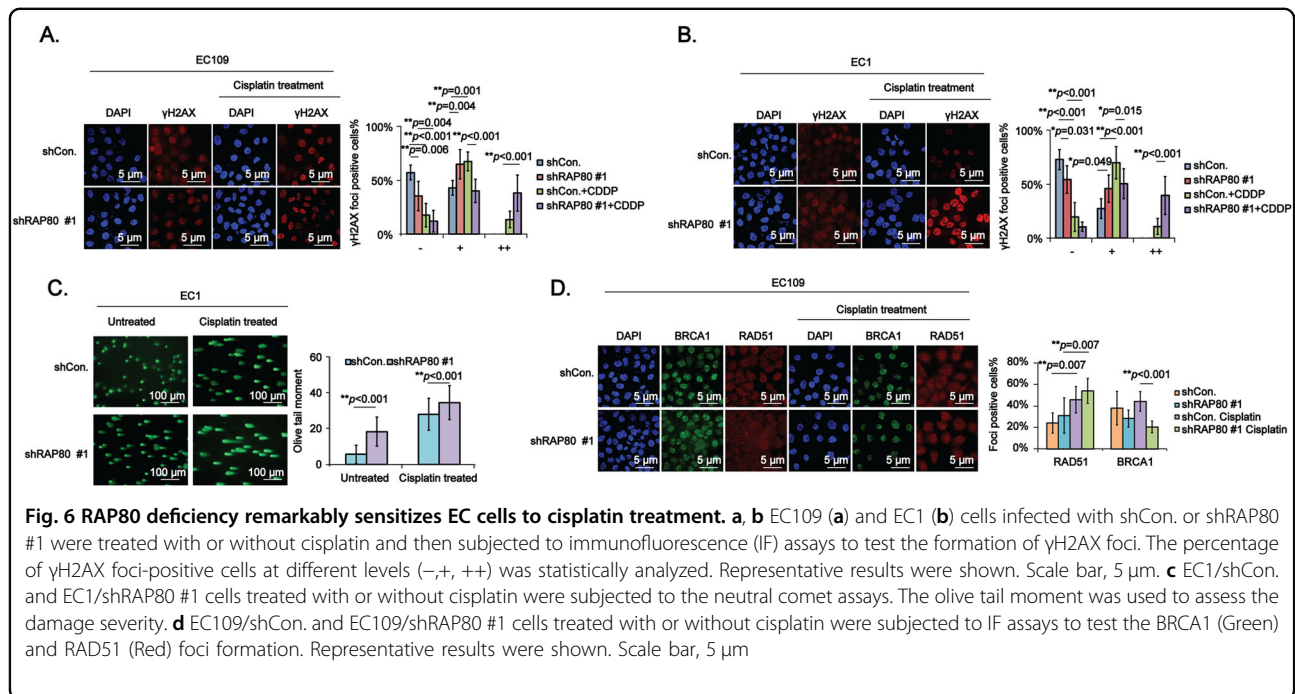 A.
EC109
Cisplatin treatment
DAPI γH2AX DAPI γH2AX
shCon.
5 µm 5 µm 5 µm 5 µm
shRAP80 #1
5 µm 5 µm 5 µm 5 µm
**p=0.001
**p=0.004
**p=0.004 **p<0.001
**p<0.001
**p=0.006 **p<0.001
γH2AX foci positive cells%
100%
50%
0%
- + ++
shCon.
shRAP80 #1
shCon.+CDDP
shRAP80 #1+CDDP
B.
EC1
Cisplatin treatment
DAPI γH2AX DAPI γH2AX
shCon.
5 µm 5 µm 5 µm 5 µm
shRAP80 #1
5 µm 5 µm 5 µm 5 µm
**p<0.001
**p<0.001 *p=0.015
*p=0.031 **p<0.001
*p=0.049 **p<0.001
γH2AX foci positive cells%
100%
50%
0%
- + ++
shCon.
shRAP80 #1
shCon.+CDDP
shRAP80 #1+CDDP
C.
EC1
Untreated Cisplatin treated
shCon.
100 µm 100 µm
shRAP80 #1
100 µm 100 µm
shCon. shRAP80 #1
**p<0.001
**p<0.001
Olive tail moment
60
40
20
0
Untreated Cisplatin treated
D.
EC109
Cisplatin treatment
DAPI BRCA1 RAD51 DAPI BRCA1 RAD51
shCon.
5 µm 5 µm 5 µm 5 µm 5 µm 5 µm
shRAP80 #1
5 µm 5 µm 5 µm 5 µm 5 µm 5 µm
**p=0.007
**p=0.007 **p<0.001
Foci positive cells%
80%
60%
40%
20%
0%
RAD51 BRCA1
shCon.
shRAP80 #1
shCon. Cisplatin
shRAP80 #1 Cisplatin
Fig. 6 RAP80 deficiency remarkably sensitizes EC cells to cisplatin treatment. a, b EC109 (a) and EC1 (b) cells infected with shCon. or shRAP80
#1 were treated with or without cisplatin and then subjected to immunofluorescence (IF) assays to test the formation of γH2AX foci. The percentage
of γH2AX foci-positive cells at different levels (−,+, ++) was statistically analyzed. Representative results were shown. Scale bar, 5 µm. c EC1/shCon.
and EC1/shRAP80 #1 cells treated with or without cisplatin were subjected to the neutral comet assays. The olive tail moment was used to assess the
damage severity. d EC109/shCon. and EC109/shRAP80 #1 cells treated with or without cisplatin were subjected to IF assays to test the BRCA1 (Green)
and RAD51 (Red) foci formation. Representative results were shown. Scale bar, 5 µm